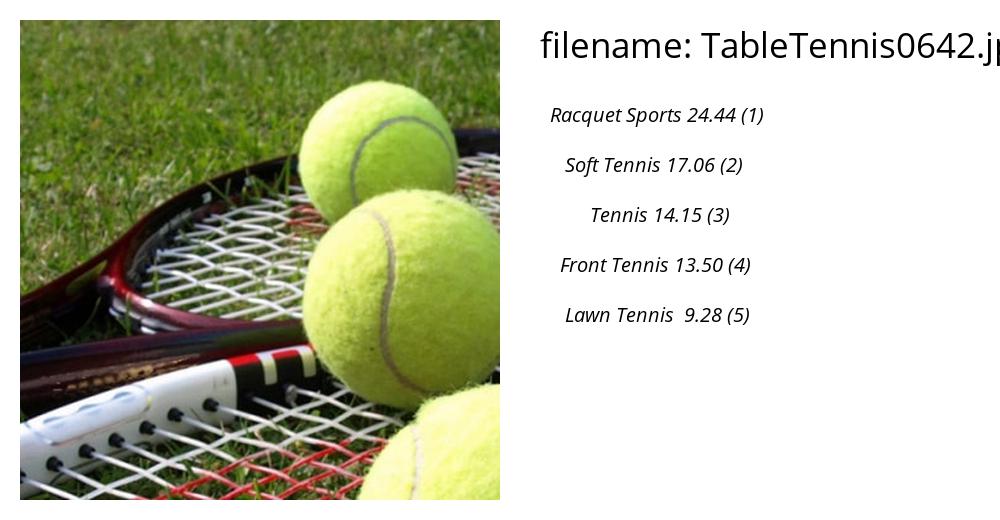 filename: TableTennis0642.j
Racquet Sports 24.44 (1)
Soft Tennis 17.06 (2)
Tennis 14.15 (3)
Front Tennis 13.50 (4)
Lawn Tennis 9.28 (5)